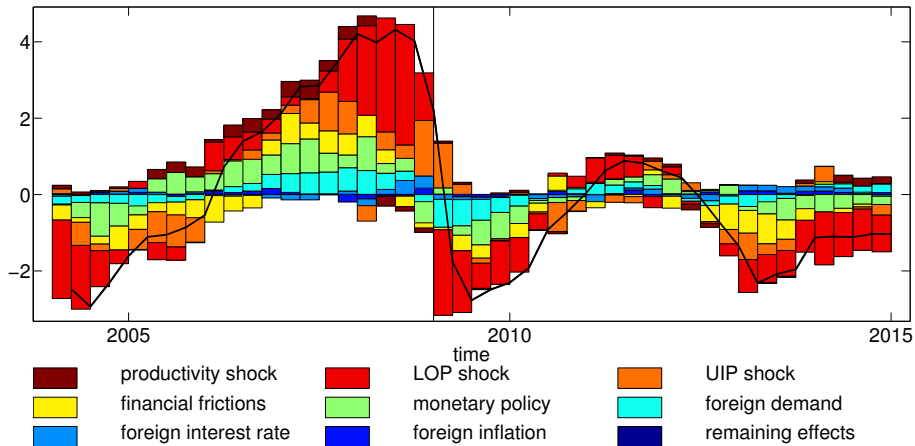 4
2
0
−2
2005
2010
2015
time
productivity shock LOP shock UIP shock
financial frictions monetary policy foreign demand
foreign interest rate foreign inflation remaining effects